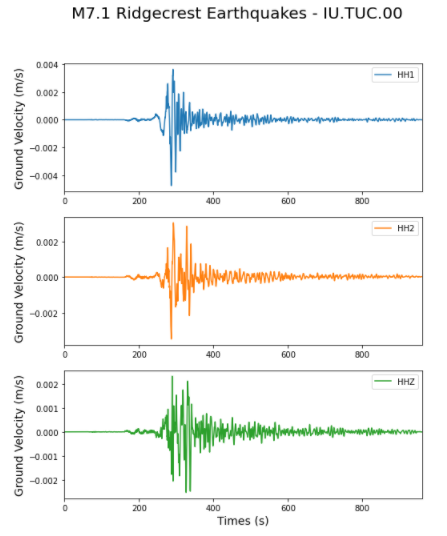 M7.1 Ridgecrest Earthquakes - IU.TUC.00
Ground Velocity (m/s)
0.004
0.002
0.000
−0.002
−0.004
HH1
0 200 400 600 800
Ground Velocity (m/s)
0.002
0.000
−0.002
HH2
0 200 400 600 800
Ground Velocity (m/s)
0.002
0.001
0.000
−0.001
−0.002
HHZ
0 200 400 600 800
Times (s)